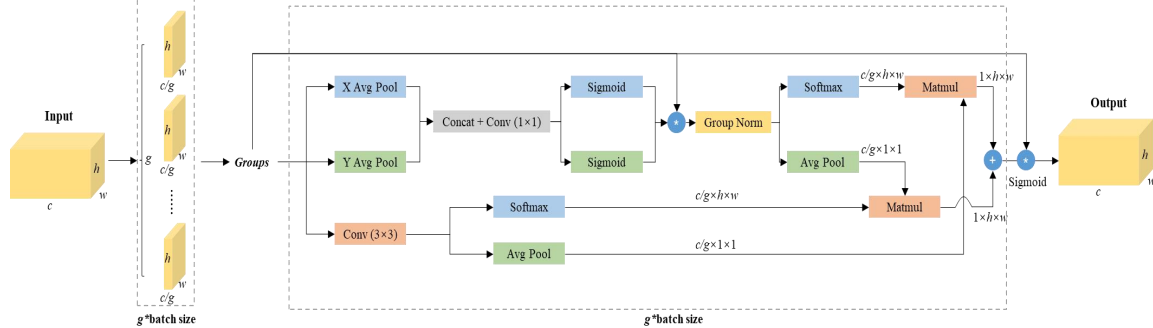 Input
h
w
c
g
h
w
c/g
h
w
c/g
......
h
w
c/g
g*batch size
Groups
X Avg Pool
Y Avg Pool
Conv (3×3)
Concat + Conv (1×1)
Sigmoid
Sigmoid
*
Group Norm
Softmax
c/g×h×w
Matmul
1×h×w
Avg Pool
c/g×1×1
Softmax
c/g×h×w
Matmul
1×h×w
Avg Pool
c/g×1×1
+
*
Sigmoid
g*batch size
Output
h
w
c